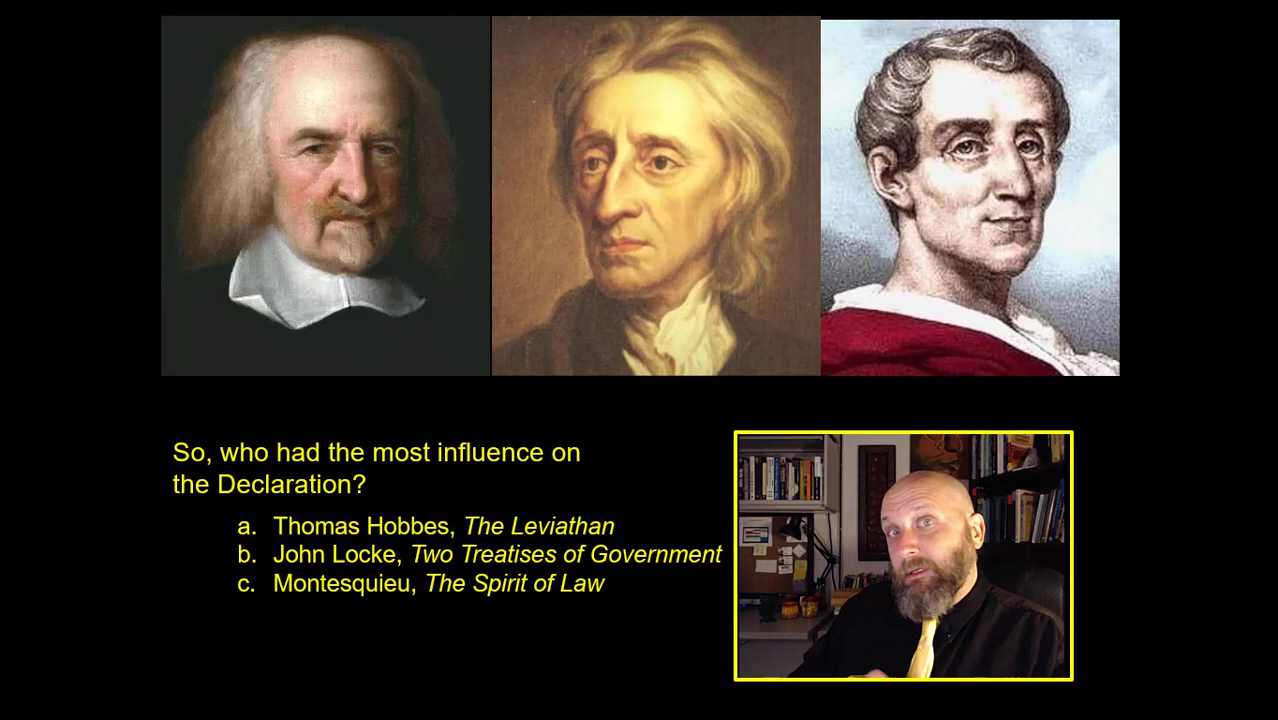 So, who had the most influence on
the Declaration?
a. Thomas Hobbes, The Leviathan
b. John Locke, Two Treatises of Government
c. Montesquieu, The Spirit of Law